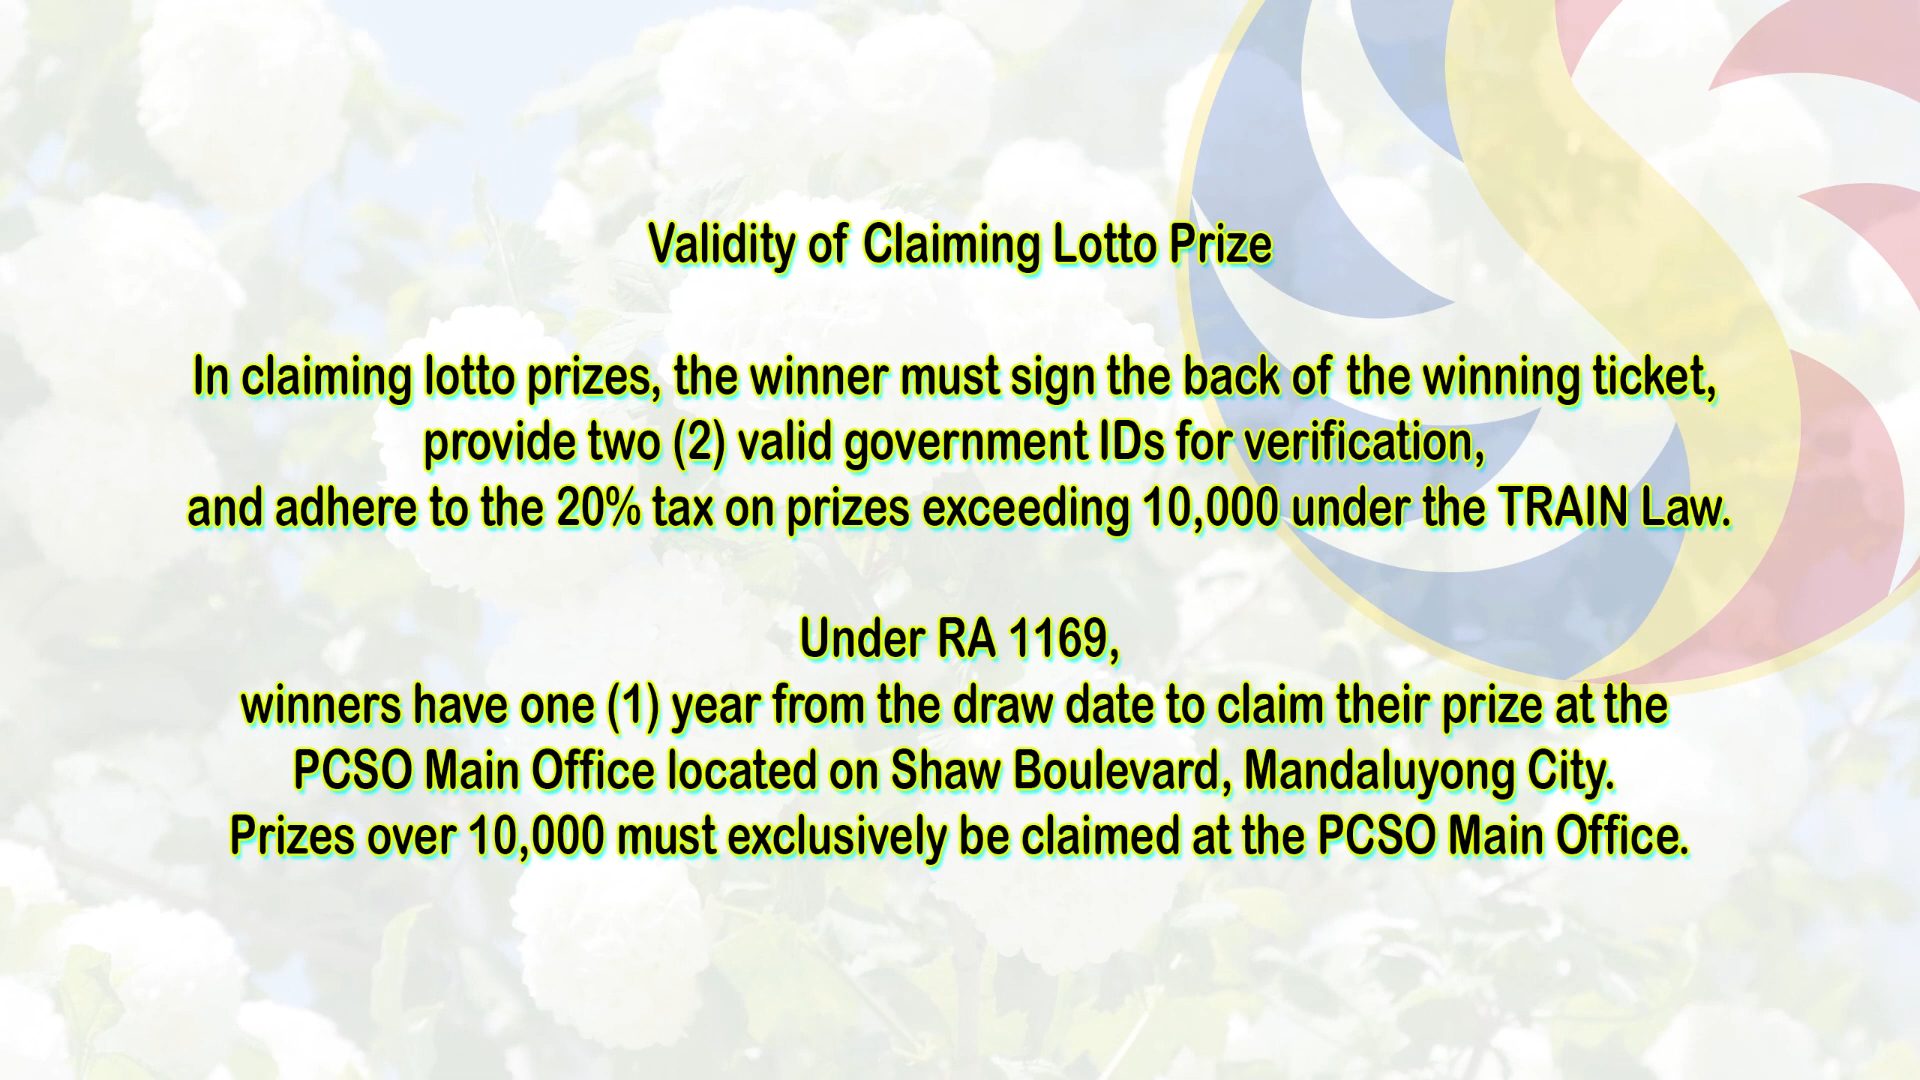 Validity of Claiming Lotto Prize
In claiming lotto prizes, the winner must sign the back of the winning ticket,
provide two (2) valid government IDs for verification,
and adhere to the 20% tax on prizes exceeding 10,000 under the TRAIN Law.
Under RA 1169,
winners have one (1) year from the draw date to claim their prize at the
PCSO Main Office located on Shaw Boulevard, Mandaluyong City.
Prizes over 10,000 must exclusively be claimed at the PCSO Main Office.